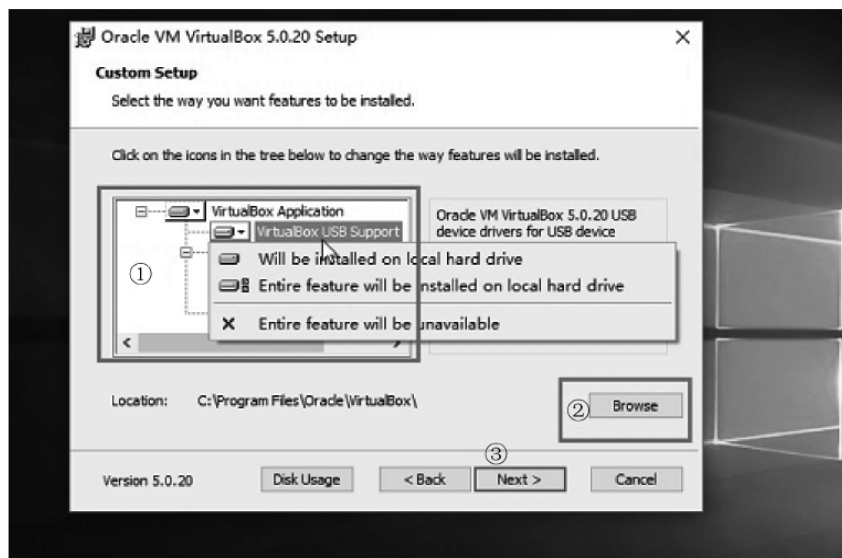 Oracle VM VirtualBox 5.0.20 Setup
Custom Setup
Select the way you want features to be installed.
Click on the icons in the tree below to change the way features will be installed.
VirtualBox Application
VirtualBox USB Support
Oracle VM VirtualBox 5.0.20 USB
device drivers for USB device
①
Will be installed on local hard drive
Entire feature will be installed on local hard drive
Entire feature will be unavailable
Location: C:\Program Files\Oracle\VirtualBox\
② Browse
③
Version 5.0.20 Disk Usage < Back Next > Cancel